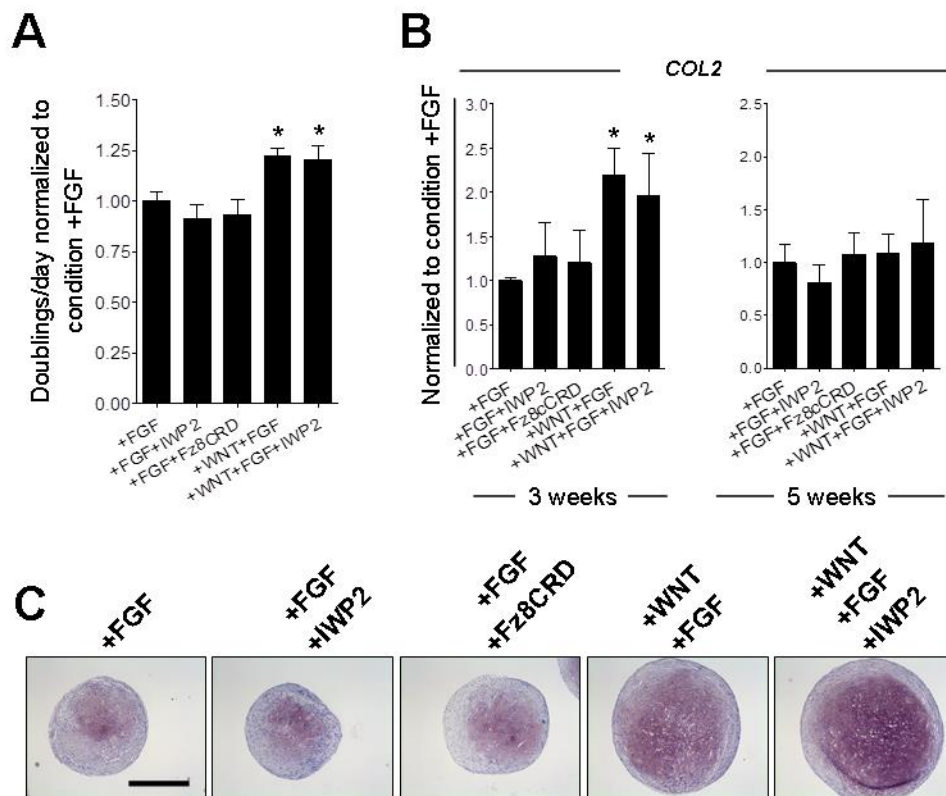 A
Doublings/day normalized to
condition +FGF
1.50
1.25
1.00
0.75
0.50
0.25
0.00
*
*
+FGF
+FGF+IWP2
+FGF+Fz8CRD
+WNT+FGF
+WNT+FGF+IWP2
B
COL2
Normalized to condition +FGF
3.0
2.5
2.0
1.5
1.0
0.5
0.0
*
*
+FGF
+FGF+IWP2
+FGF+Fz8cCRD
+WNT+FGF
+WNT+FGF+IWP2
3 weeks
2.5
2.0
1.5
1.0
0.5
0.0
+FGF
+FGF+IWP2
+FGF+Fz8cCRD
+WNT+FGF
+WNT+FGF+IWP2
5 weeks
C
+FGF
+FGF
+IWP2
+FGF
+Fz8CRD
+WNT
+FGF
+WNT
+FGF
+IWP2